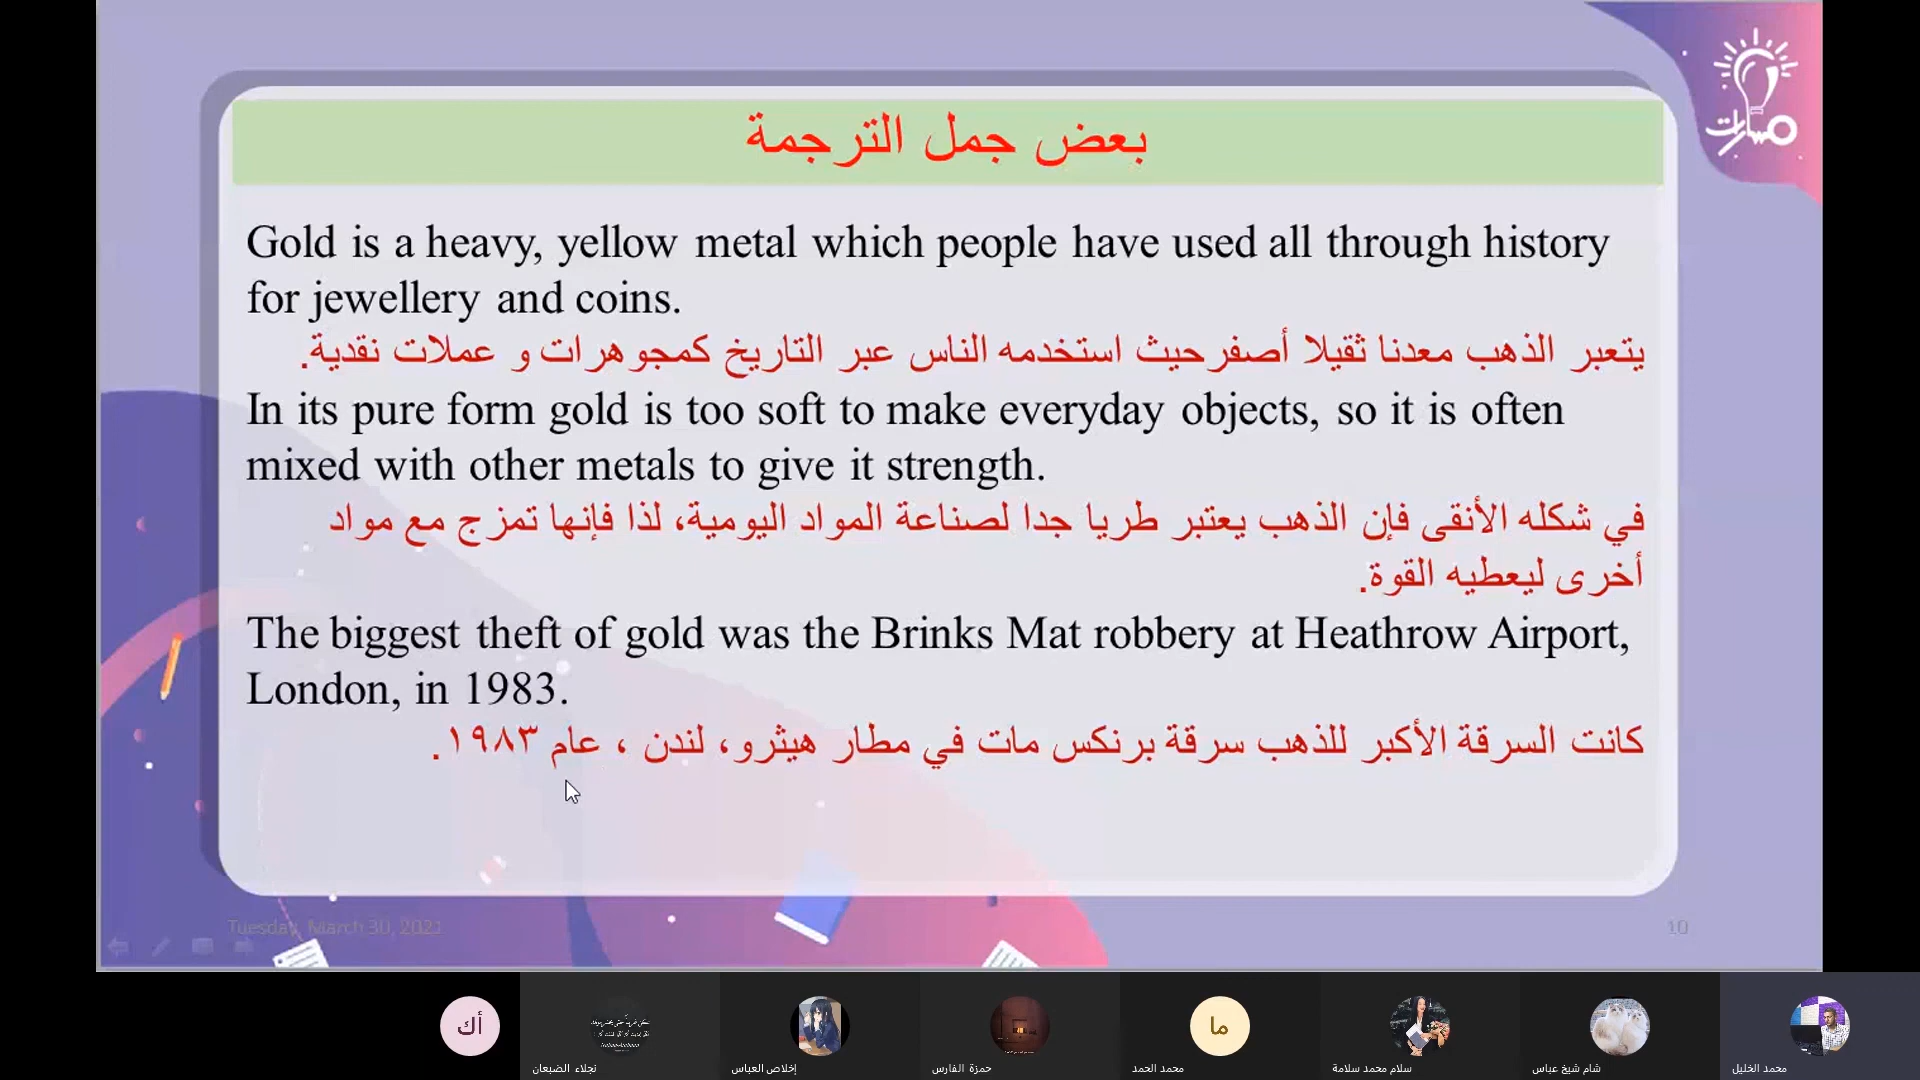 مسارات
بعض جمل الترجمة
Gold is a heavy, yellow metal which people have used all through history
for jewellery and coins.
يتعبر الذهب معدنا ثقيلا أصفرحيث استخدمه الناس عبر التاريخ كمجوهرات و عملات نقدية.
In its pure form gold is too soft to make everyday objects, so it is often
mixed with other metals to give it strength.
في شكله الأنقى فإن الذهب يعتبر طريا جدا لصناعة المواد اليومية، لذا فإنها تمزج مع مواد
أخرى ليعطيه القوة.
The biggest theft of gold was the Brinks Mat robbery at Heathrow Airport,
London, in 1983.
كانت السرقة الأكبر للذهب سرقة برنكس مات في مطار هيثرو، لندن ، عام ١٩٨٣.
Tuesday, March 30, 2021
10
أك
ما
نجلاء الضبعان
إخلاص العباس
حمزة الفارس
محمد الحمد
سلام محمد سلامة
شام شيخ عباس
محمد الخليل